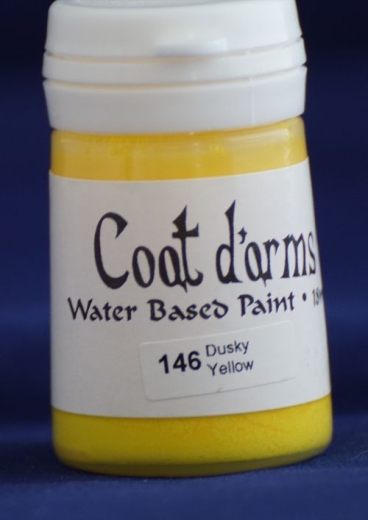 Coat d'arms
Water Based Paint •
146 Dusky Yellow